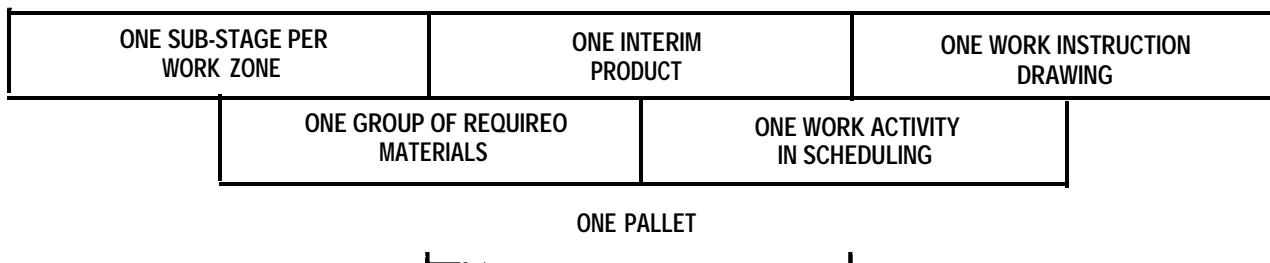 ONE SUB-STAGE PER
WORK ZONE
ONE INTERIM
PRODUCT
ONE WORK INSTRUCTION
DRAWING
ONE GROUP OF REQUIREO
MATERIALS
ONE WORK ACTIVITY
IN SCHEDULING
ONE PALLET